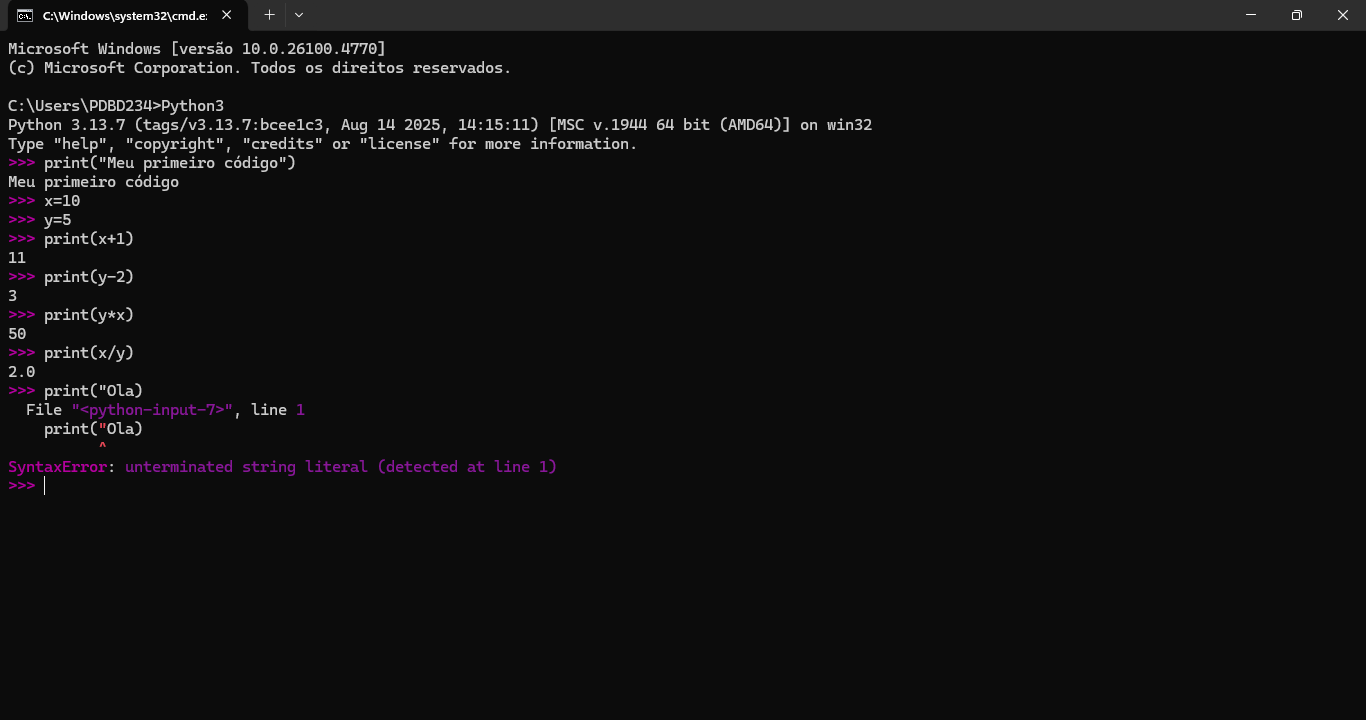 C:\Windows\system32\cmd.e:
Microsoft Windows [versão 10.0.26100.4770]
(c) Microsoft Corporation. Todos os direitos reservados.
C:\Users\PDBD234>Python3
Python 3.13.7 (tags/v3.13.7:bcee1c3, Aug 14 2025, 14:15:11) [MSC v.1944 64 bit (AMD64)] on win32
Type "help", "copyright", "credits" or "license" for more information.
>>> print("Meu primeiro código")
Meu primeiro código
>>> x=10
>>> y=5
>>> print(x+1)
11
>>> print(y-2)
3
>>> print(y*x)
50
>>> print(x/y)
2.0
>>> print("Ola)
  File "<python-input-7>", line 1
    print("Ola)
          ^
SyntaxError: unterminated string literal (detected at line 1)
>>>